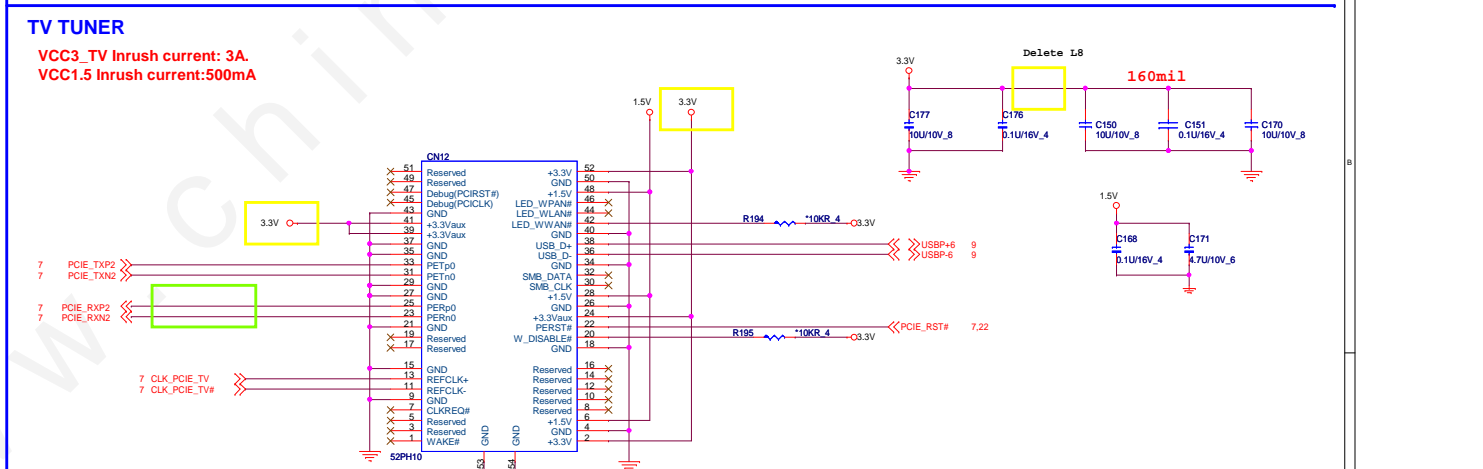 TV TUNER
VCC3_TV Inrush current: 3A.
VCC1.5 Inrush current:500mA
Delete L8
3.3V
160mil
C177
10U/10V_8
C176
0.1U/16V_4
C150
10U/10V_8
C151
0.1U/16V_4
C170
10U/10V_8
1.5V
3.3V
1.5V
C168
0.1U/16V_4
C171
4.7U/10V_6
CN12
51 Reserved +3.3V 52
49 Reserved GND 50
47 Debug(PCIRST#) +1.5V 48
45 Debug(PCICLK) LED_WPAN# 46
43 GND LED_WLAN# 44
3.3V 41 +3.3Vaux LED_WWAN# 42 R194 *10KR_4 3.3V
39 +3.3Vaux GND 40
37 GND USB_D+ 38 USBP+6 9
35 GND USB_D- 36 USBP-6 9
7 PCIE_TXP2 33 PETp0 GND 34
7 PCIE_TXN2 31 PETn0 SMB_DATA 32
29 GND SMB_CLK 30
27 GND +1.5V 28
7 PCIE_RXP2 25 PERp0 GND 26
7 PCIE_RXN2 23 PERn0 +3.3Vaux 24
21 GND PERST# 22 PCIE_RST# 7,22
19 Reserved W_DISABLE# 20 R195 *10KR_4 3.3V
17 Reserved GND 18
15 GND Reserved 16
7 CLK_PCIE_TV 13 REFCLK+ Reserved 14
7 CLK_PCIE_TV# 11 REFCLK- Reserved 12
9 GND Reserved 10
7 CLKREQ# Reserved 8
5 Reserved +1.5V 6
3 Reserved GND 4
1 WAKE# +3.3V 2
GND
GND
52PH10
53
54
B
w.chin